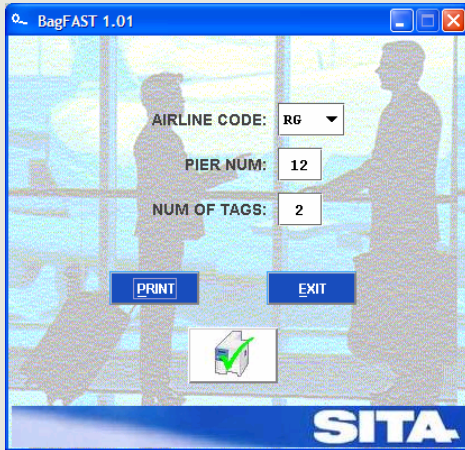 BagFAST 1.01
AIRLINE CODE: RG
PIER NUM: 12
NUM OF TAGS: 2
PRINT EXIT
SITA